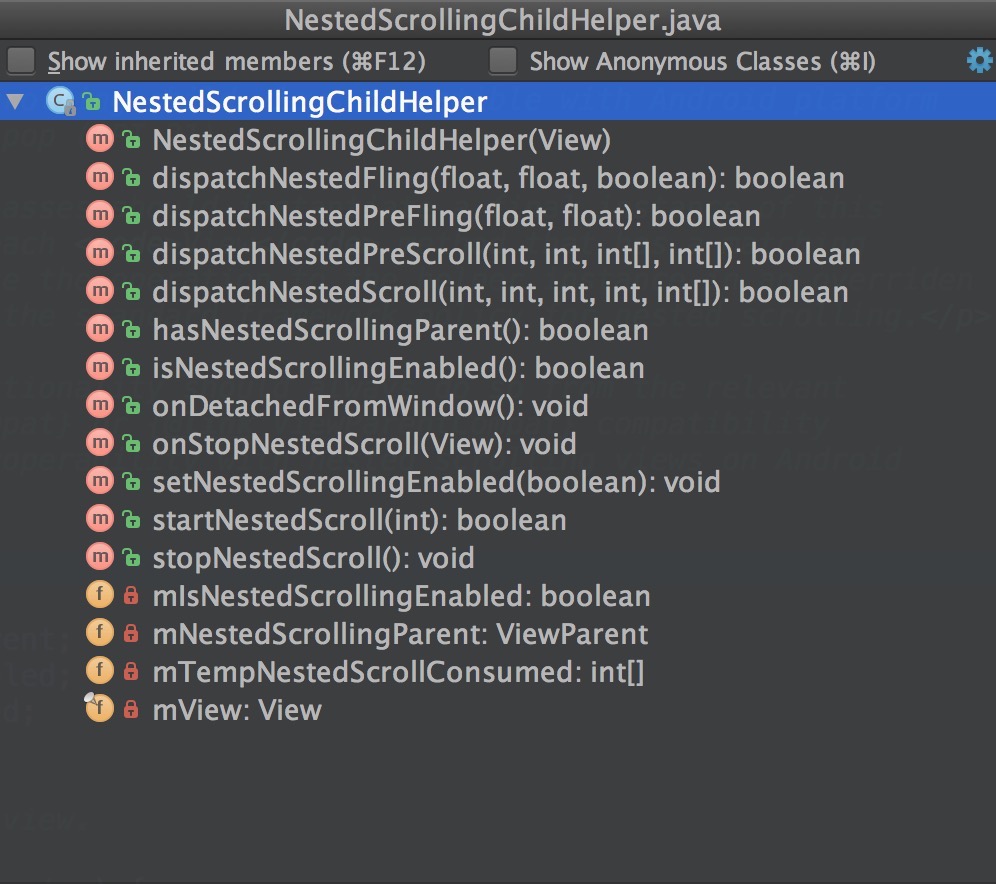 NestedScrollingChildHelper.java
Show inherited members (⌘F12) Show Anonymous Classes (⌘I)
C NestedScrollingChildHelper
m NestedScrollingChildHelper(View)
m dispatchNestedFling(float, float, boolean): boolean
m dispatchNestedPreFling(float, float): boolean
m dispatchNestedPreScroll(int, int, int[], int[]): boolean
m dispatchNestedScroll(int, int, int, int, int[]): boolean
m hasNestedScrollingParent(): boolean
m isNestedScrollingEnabled(): boolean
m onDetachedFromWindow(): void
m onStopNestedScroll(View): void
m setNestedScrollingEnabled(boolean): void
m startNestedScroll(int): boolean
m stopNestedScroll(): void
f mIsNestedScrollingEnabled: boolean
f mNestedScrollingParent: ViewParent
f mTempNestedScrollConsumed: int[]
f mView: View